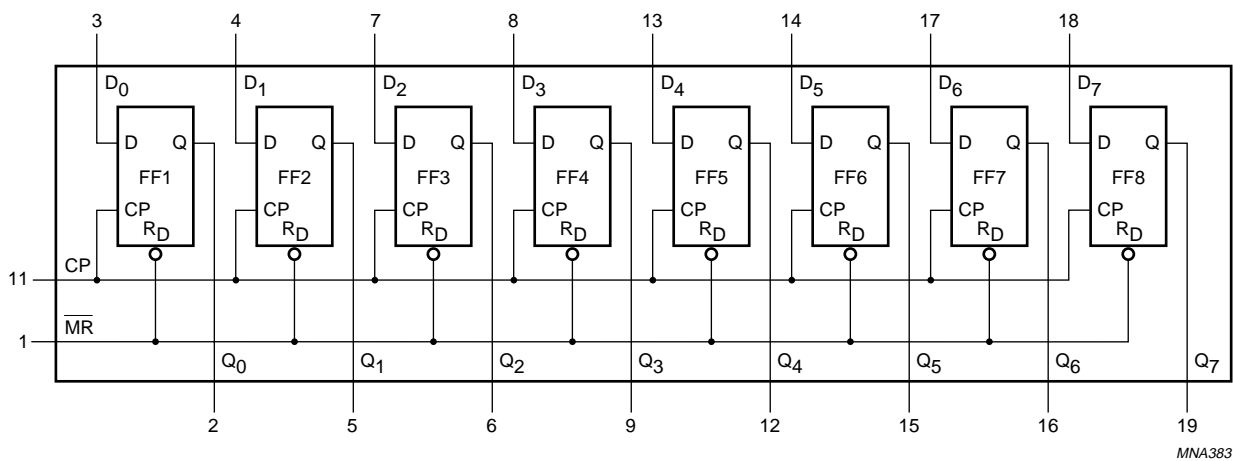 3 4 7 8 13 14 17 18
D0 D1 D2 D3 D4 D5 D6 D7
D Q D Q D Q D Q D Q D Q D Q D Q
FF1 FF2 FF3 FF4 FF5 FF6 FF7 FF8
CP CP CP CP CP CP CP CP
RD RD RD RD RD RD RD RD
CP
11
MR
1
Q0 Q1 Q2 Q3 Q4 Q5 Q6 Q7
2 5 6 9 12 15 16 19
MNA383